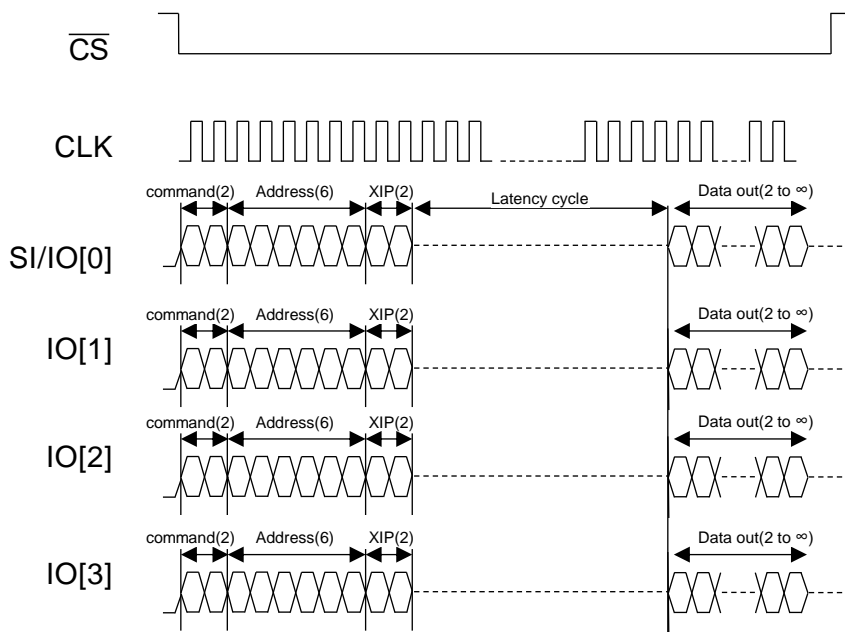 CS
CLK
command(2) Address(6) XIP(2) Latency cycle Data out(2 to ∞)
SI/IO[0]
command(2) Address(6) XIP(2) Data out(2 to ∞)
IO[1]
command(2) Address(6) XIP(2) Data out(2 to ∞)
IO[2]
command(2) Address(6) XIP(2) Data out(2 to ∞)
IO[3]